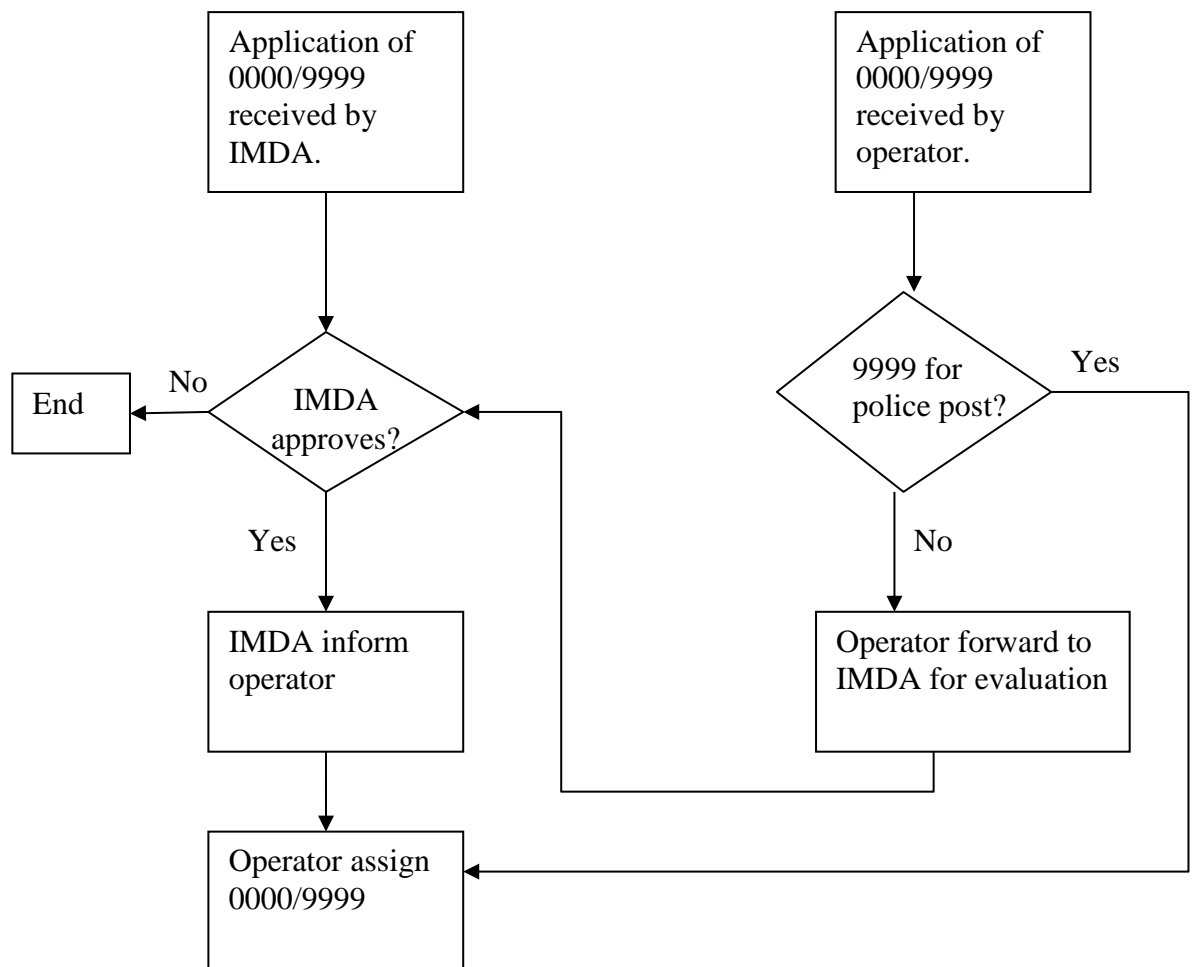 Application of
0000/9999
received by
IMDA.
Application of
0000/9999
received by
operator.
9999 for
police post?
Yes
No
End
IMDA
approves?
Yes
No
IMDA inform
operator
Operator forward to
IMDA for evaluation
Operator assign
0000/9999